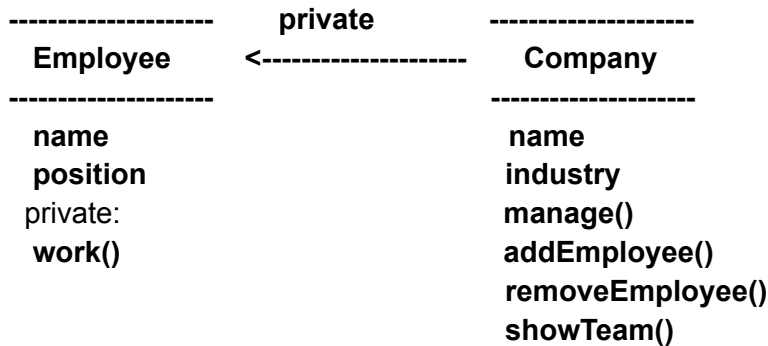 --------------------- private ---------------------
Employee <--------------------- Company
--------------------- ---------------------
name name
position industry
private: manage()
work() addEmployee()
removeEmployee()
showTeam()